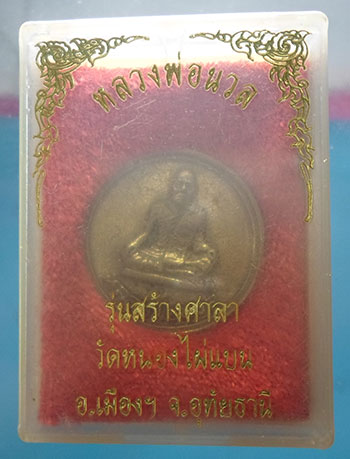 หลวงพ่อนวล
รุ่นสร้างศาลา
วัดหนองไผ่แบน
อ.เมืองฯ จ.อุทัยธานี